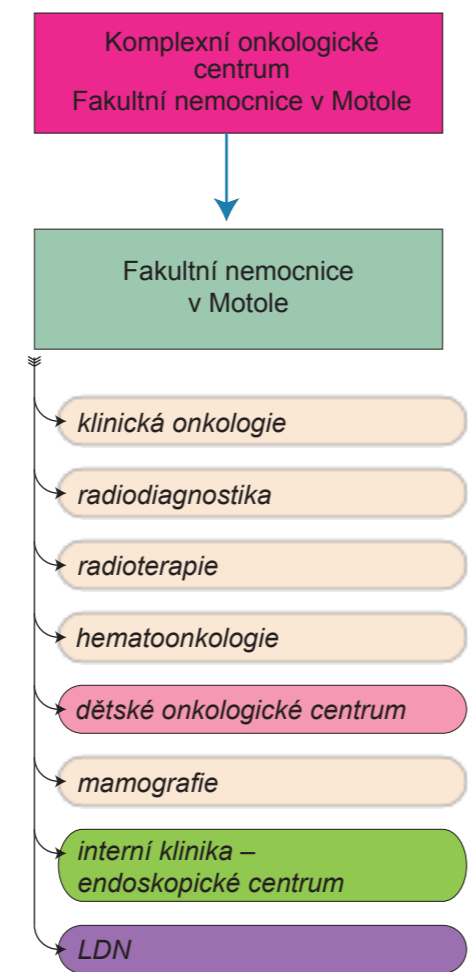 Komplexní onkologické
centrum
Fakultní nemocnice v Motole
Fakultní nemocnice
v Motole
klinická onkologie
radiodiagnostika
radioterapie
hematoonkologie
dětské onkologické centrum
mamografie
interní klinika –
endoskopické centrum
LDN